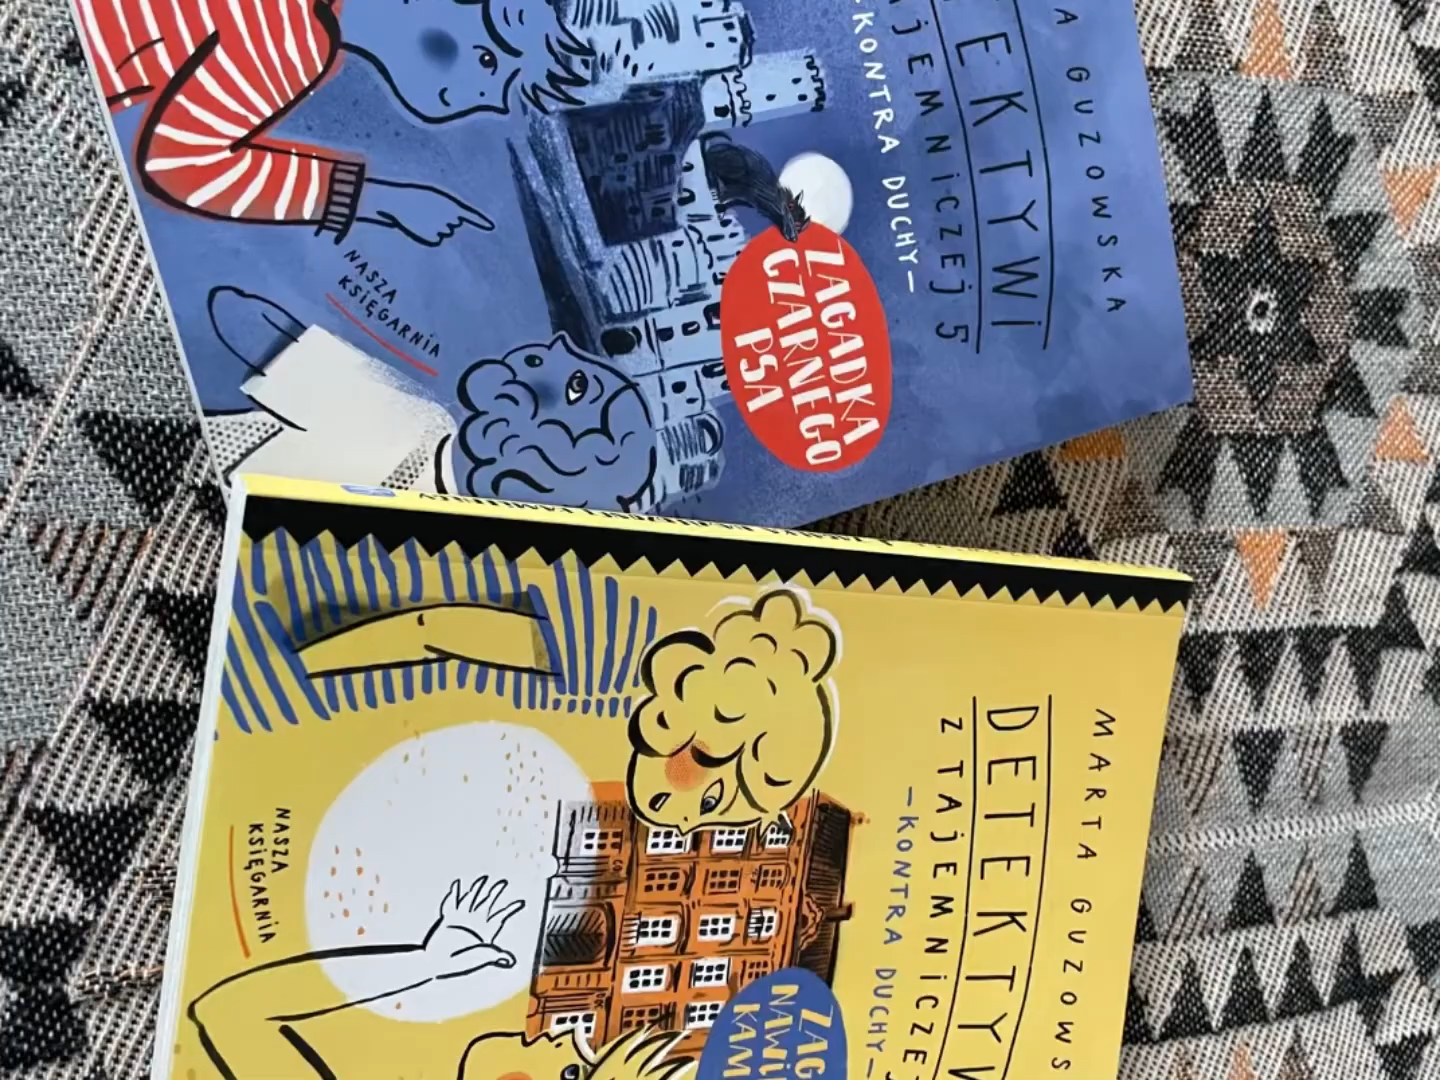 A GUZOWSKA
EKTYWI
AJEMNICZEJ 5
KONTRA DUCHY—
ZAGADKA
CZARNEGO
PSA
NASZA
KSIĘGARNIA
MARTA GUZOWS
DETEKTYW
Z TAJEMNICZEJ
—KONTRA DUCHY—
ZAG
NAWI
KAM
NASZA
KSIĘGARNIA